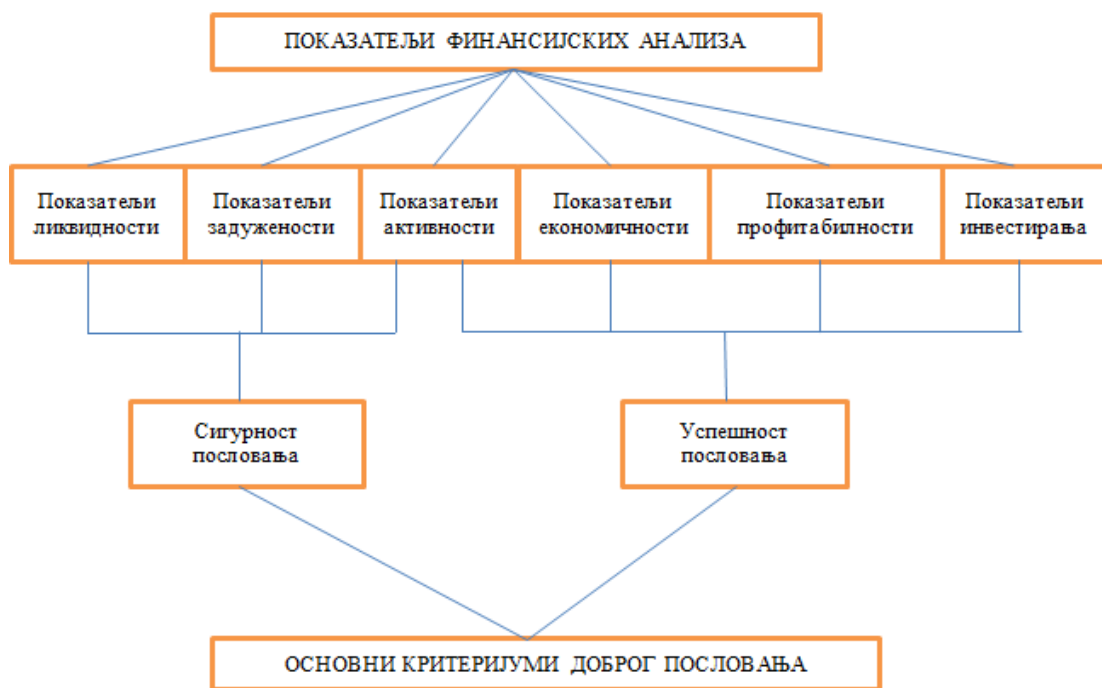 ПОКАЗАТЕЉИ ФИНАНСИЈСКИХ АНАЛИЗА
Показатељи
ликвидности
Показатељи
задужености
Показатељи
активности
Показатељи
економичности
Показатељи
профитабилности
Показатељи
инвестирања
Сигурност
пословања
Успешност
пословања
ОСНОВНИ КРИТЕРИЈУМИ ДОБРОГ ПОСЛОВАЊА